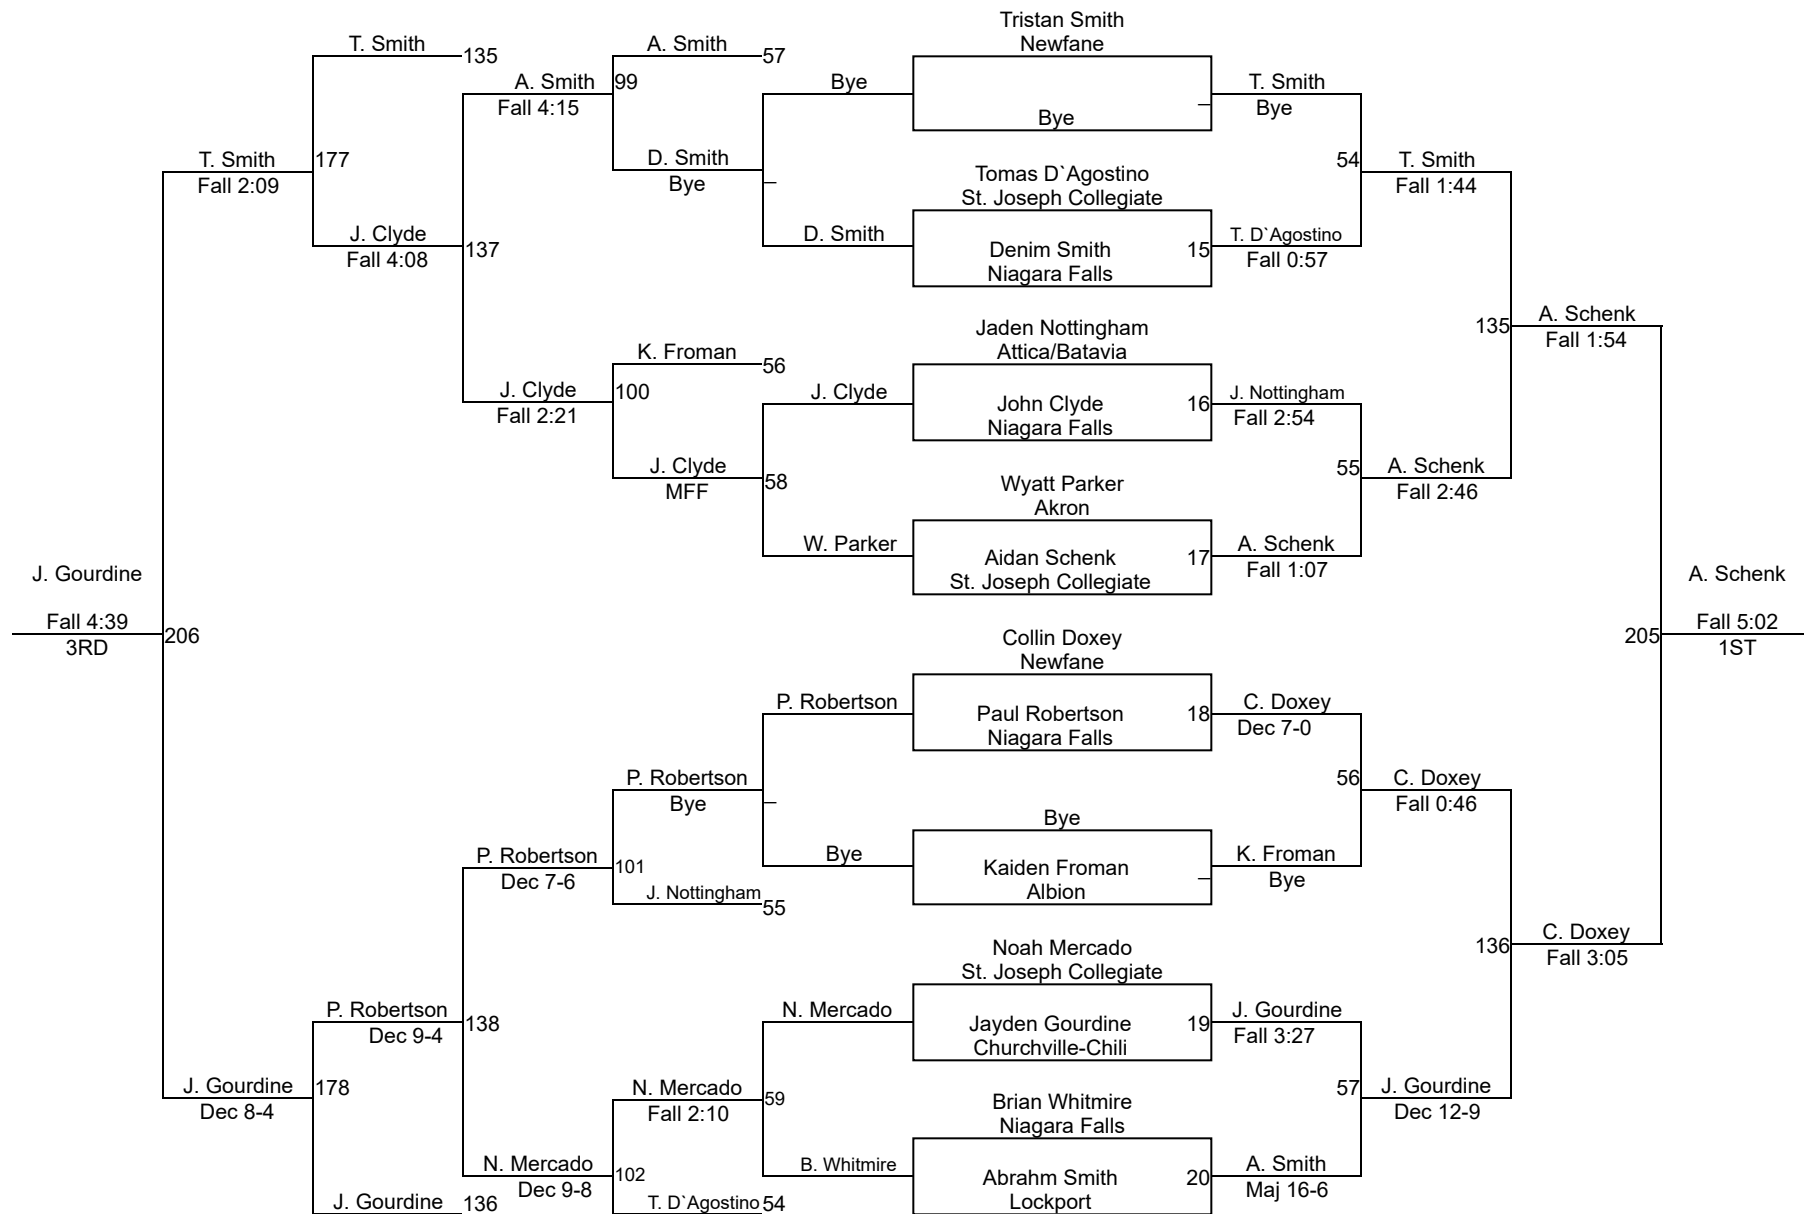 Tristan Smith
Newfane
T. Smith
135
A. Smith
57
A. Smith
99
Fall 4:15
Bye
Bye
T. Smith
Bye
T. Smith
177
Fall 2:09
D. Smith
Bye
Tomas D`Agostino
St. Joseph Collegiate
54
T. Smith
Fall 1:44
J. Clyde
Fall 4:08
137
D. Smith
Denim Smith
Niagara Falls
15
T. D`Agostino
Fall 0:57
Jaden Nottingham
Attica/Batavia
135
A. Schenk
Fall 1:54
K. Froman
56
J. Clyde
100
Fall 2:21
J. Clyde
John Clyde
Niagara Falls
16
J. Nottingham
Fall 2:54
J. Clyde
MFF
58
Wyatt Parker
Akron
55
A. Schenk
Fall 2:46
W. Parker
Aidan Schenk
St. Joseph Collegiate
17
A. Schenk
Fall 1:07
J. Gourdine
Fall 4:39
3RD
206
A. Schenk
205
Fall 5:02
1ST
Collin Doxey
Newfane
P. Robertson
Paul Robertson
Niagara Falls
18
C. Doxey
Dec 7-0
P. Robertson
Bye
56
C. Doxey
Fall 0:46
Bye
P. Robertson
Dec 7-6
101
Bye
Kaiden Froman
Albion
K. Froman
Bye
J. Nottingham
55
Noah Mercado
St. Joseph Collegiate
136
C. Doxey
Fall 3:05
P. Robertson
Dec 9-4
138
N. Mercado
Jayden Gourdine
Churchville-Chili
19
J. Gourdine
Fall 3:27
J. Gourdine
Dec 8-4
178
N. Mercado
Fall 2:10
59
Brian Whitmire
Niagara Falls
57
J. Gourdine
Dec 12-9
N. Mercado
Dec 9-8
102
B. Whitmire
Abrahm Smith
Lockport
20
A. Smith
Maj 16-6
J. Gourdine
136
T. D`Agostino
54